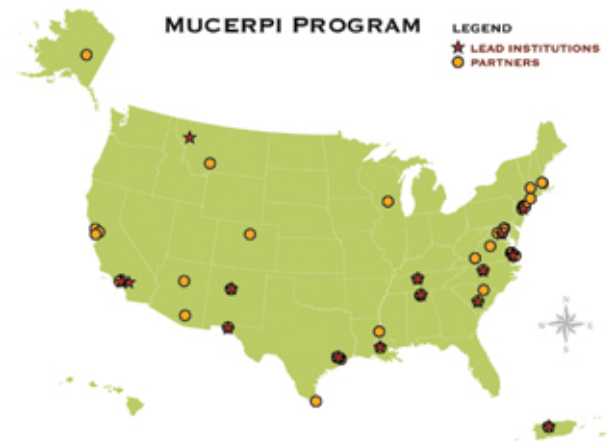 MUCERPI PROGRAM
LEGEND
LEAD INSTITUTIONS
PARTNERS
N
W
S